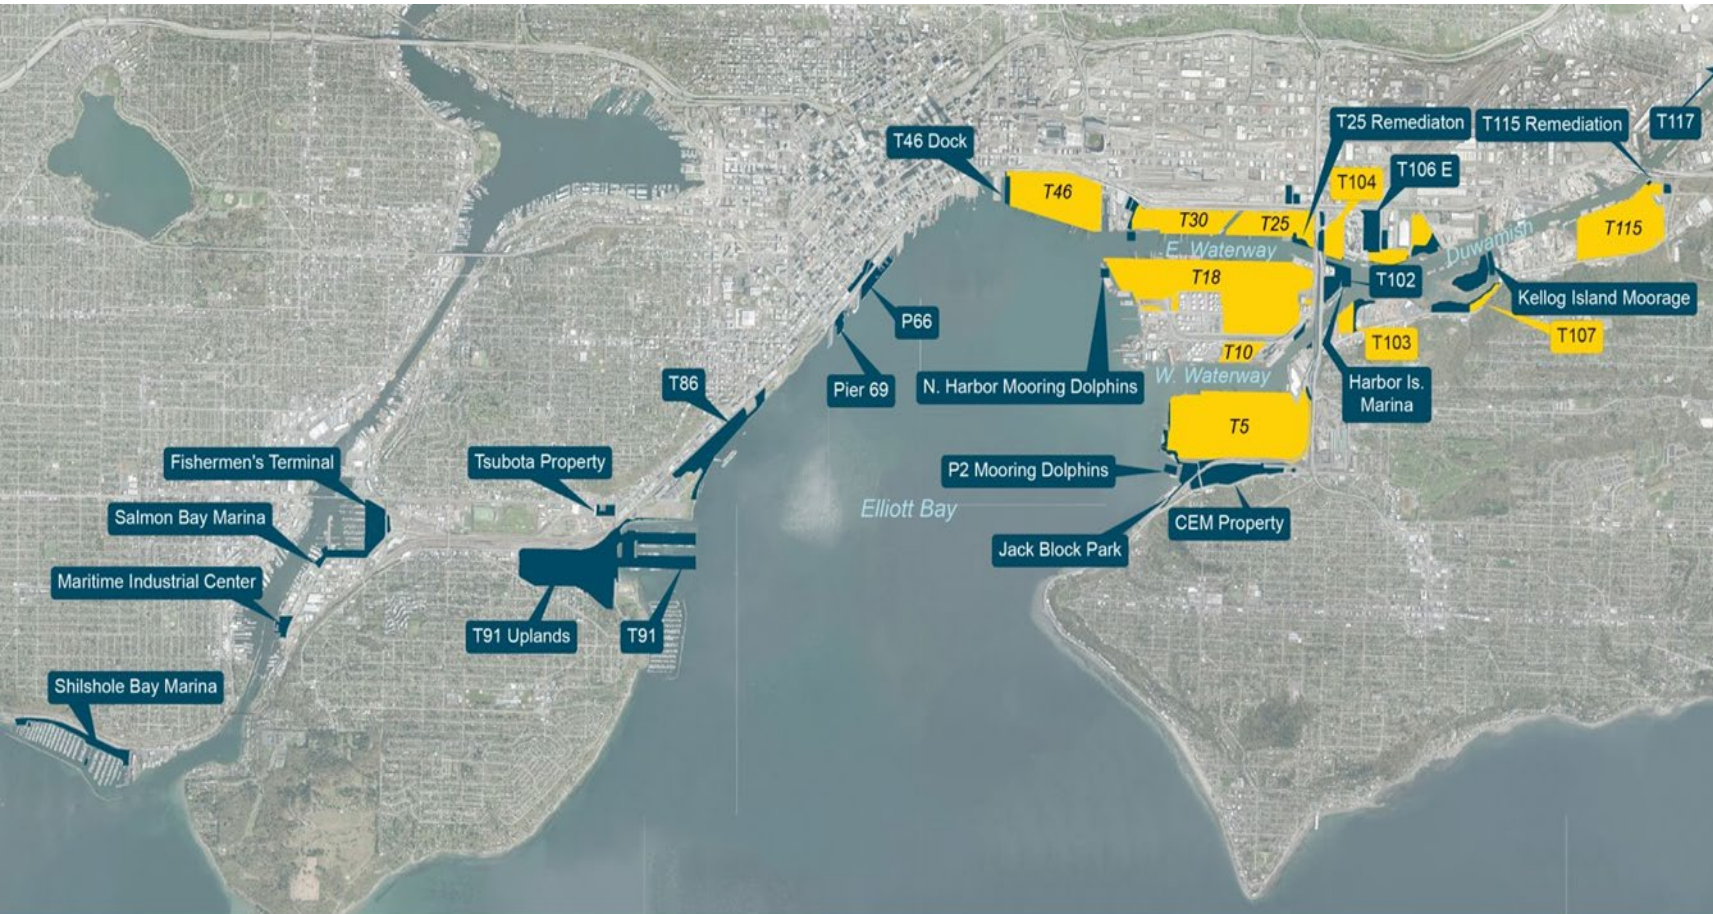 T25 Remediaton
T115 Remediation
T117
T46 Dock
T104
T106 E
T46
T30
T25
T115
E. Waterway
Duwamish
T18
T102
Kellog Island Moorage
P66
T107
T103
T10
W. Waterway
T86
Pier 69
N. Harbor Mooring Dolphins
Harbor Is.
Marina
T5
Fishermen's Terminal
Tsubota Property
P2 Mooring Dolphins
Elliott Bay
Salmon Bay Marina
CEM Property
Jack Block Park
Maritime Industrial Center
T91 Uplands
T91
Shilshole Bay Marina